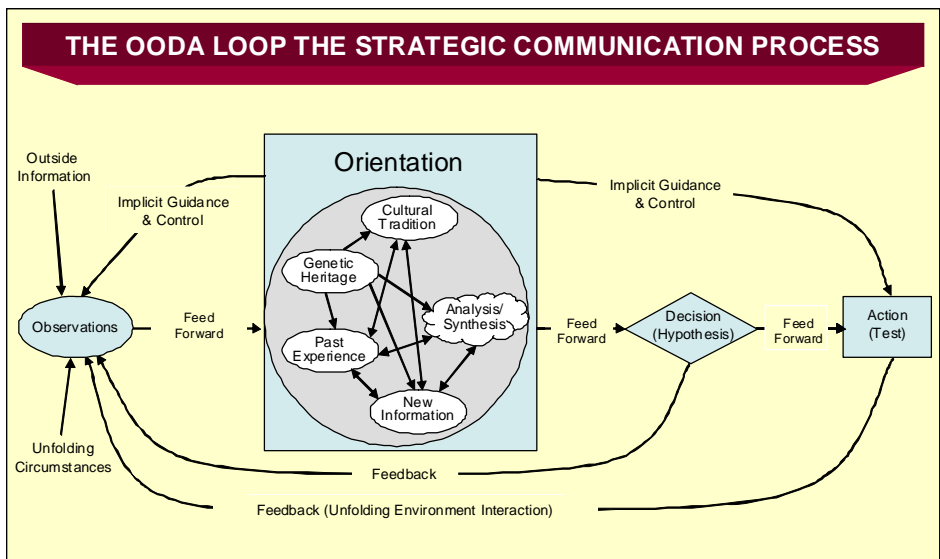 THE OODA LOOP THE STRATEGIC COMMUNICATION PROCESS
Outside
Information
Implicit Guidance
& Control
Orientation
Cultural
Tradition
Genetic
Heritage
Analysis/
Synthesis
Past
Experience
New
Information
Implicit Guidance
& Control
Observations
Feed
Forward
Feed
Forward
Decision
(Hypothesis)
Feed
Forward
Action
(Test)
Unfolding
Circumstances
Feedback
Feedback (Unfolding Environment Interaction)